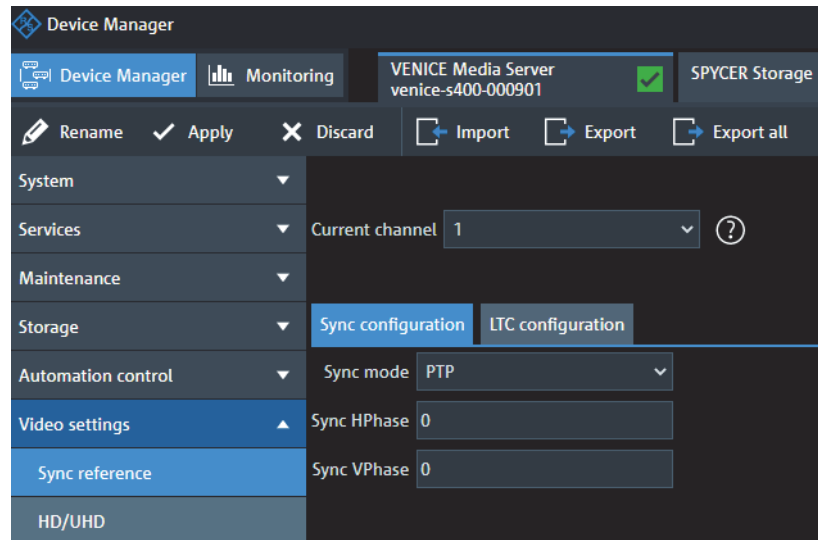 Device Manager
Device Manager Monitoring VENICE Media Server SPYCER Storage
venice-s400-000901
Rename Apply Discard Import Export Export all
System
Services Current channel 1 ?
Maintenance
Storage Sync configuration LTC configuration
Automation control Sync mode PTP
Video settings Sync HPhase 0
Sync reference Sync VPhase 0
HD/UHD